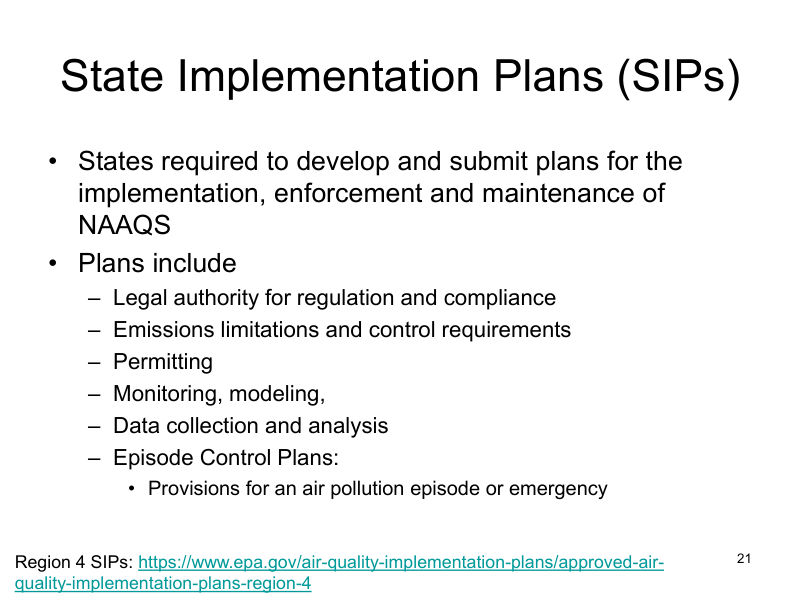 State Implementation Plans (SIPs)
• States required to develop and submit plans for the
implementation, enforcement and maintenance of
NAAQS
• Plans include
– Legal authority for regulation and compliance
– Emissions limitations and control requirements
– Permitting
– Monitoring, modeling,
– Data collection and analysis
– Episode Control Plans:
• Provisions for an air pollution episode or emergency
Region 4 SIPs: https://www.epa.gov/air-quality-implementation-plans/approved-air-
quality-implementation-plans-region-4
21